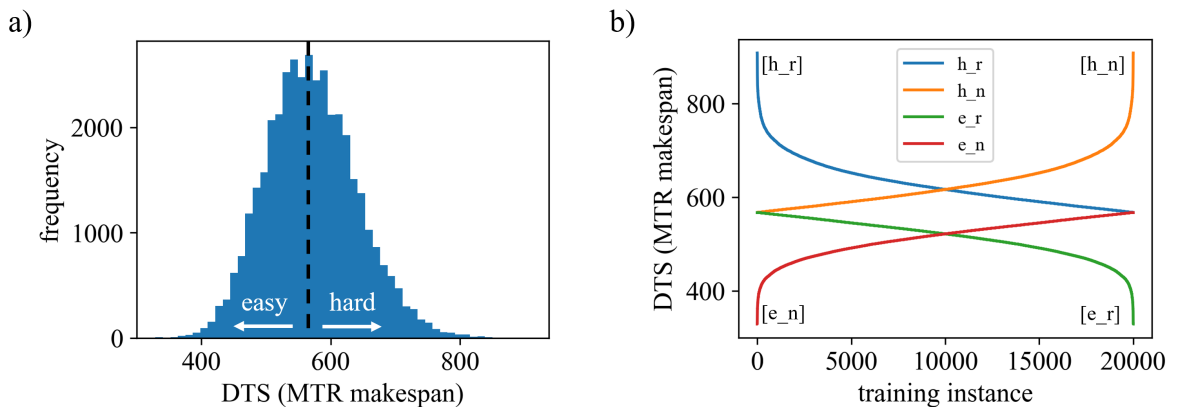 a)
frequency
2000
1000
0
easy
hard
400
600
800
DTS (MTR makespan)
b)
DTS (MTR makespan)
800
600
400
[h_r]
[h_n]
h_r
h_n
e_r
e_n
[e_n]
[e_r]
0
5000
10000
15000
20000
training instance